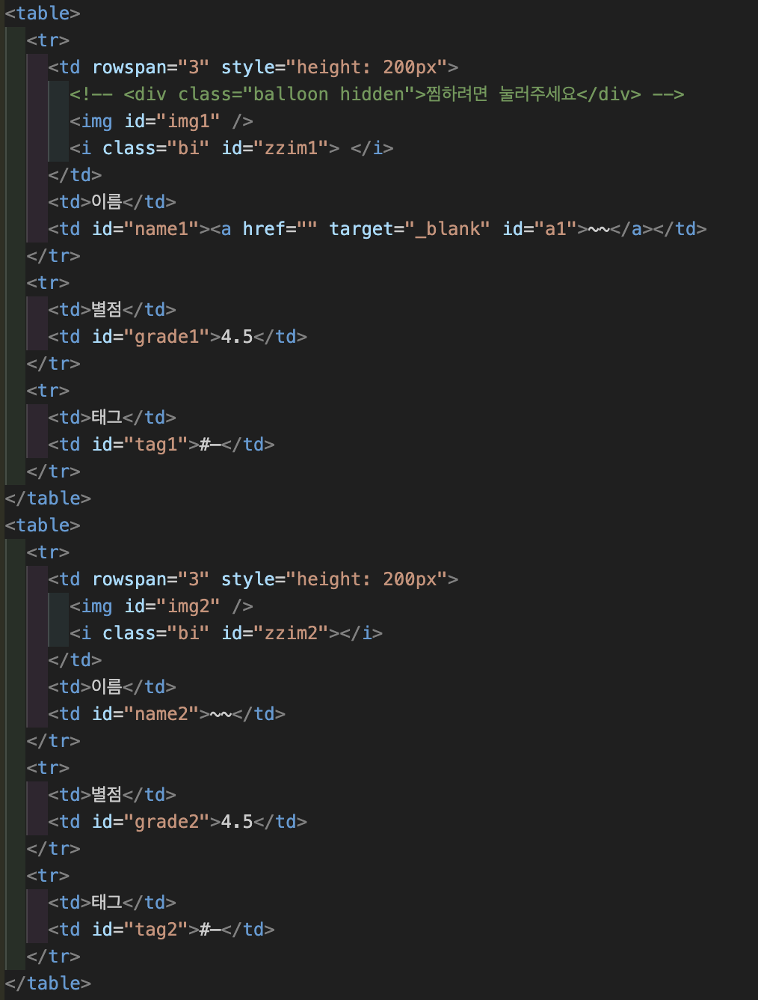 <table>
<tr>
<td rowspan="3" style="height: 200px">
<!-- <div class="balloon hidden">찜하려면 눌러주세요</div> -->
<img id="img1" />
<i class="bi" id="zzim1"> </i>
</td>
<td>이름</td>
<td id="name1"><a href="" target="_blank" id="a1">~~</a></td>
</tr>
<tr>
<td>별점</td>
<td id="grade1">4.5</td>
</tr>
<tr>
<td>태그</td>
<td id="tag1">#—</td>
</tr>
</table>
<table>
<tr>
<td rowspan="3" style="height: 200px">
<img id="img2" />
<i class="bi" id="zzim2"></i>
</td>
<td>이름</td>
<td id="name2">~~</td>
</tr>
<tr>
<td>별점</td>
<td id="grade2">4.5</td>
</tr>
<tr>
<td>태그</td>
<td id="tag2">#—</td>
</tr>
</table>